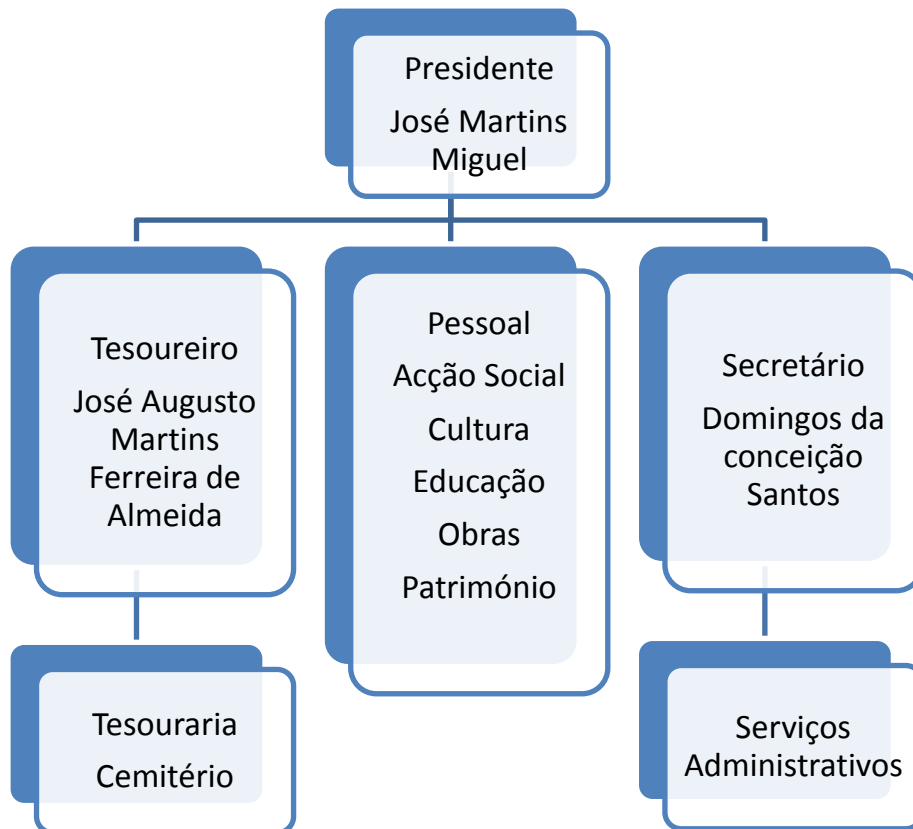 Presidente
José Martins
Miguel
Tesoureiro
José Augusto
Martins
Ferreira de
Almeida
Pessoal
Acção Social
Cultura
Educação
Obras
Património
Secretário
Domingos da
conceição
Santos
Tesouraria
Cemitério
Serviços
Administrativos